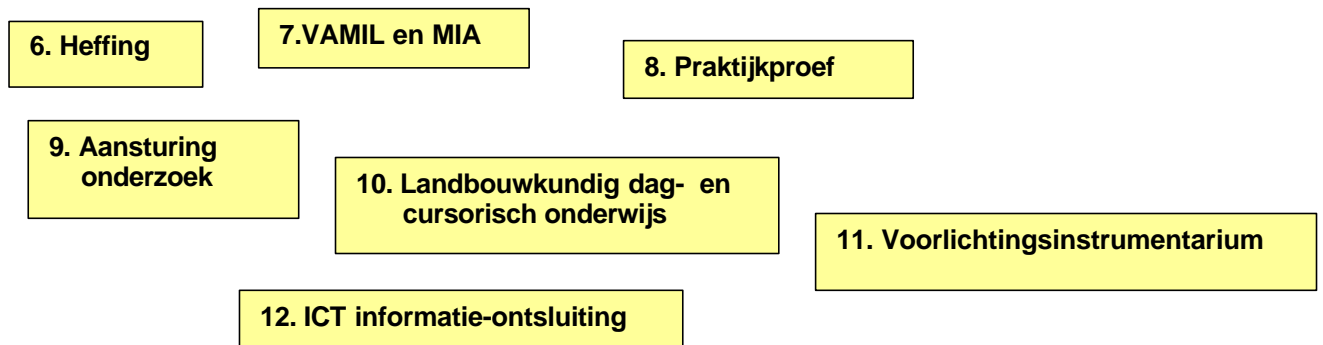 6. Heffing
7.VAMIL en MIA
8. Praktijkproef
9. Aansturing
onderzoek
10. Landbouwkundig dag- en
cursorisch onderwijs
11. Voorlichtingsinstrumentarium
12. ICT informatie-ontsluiting